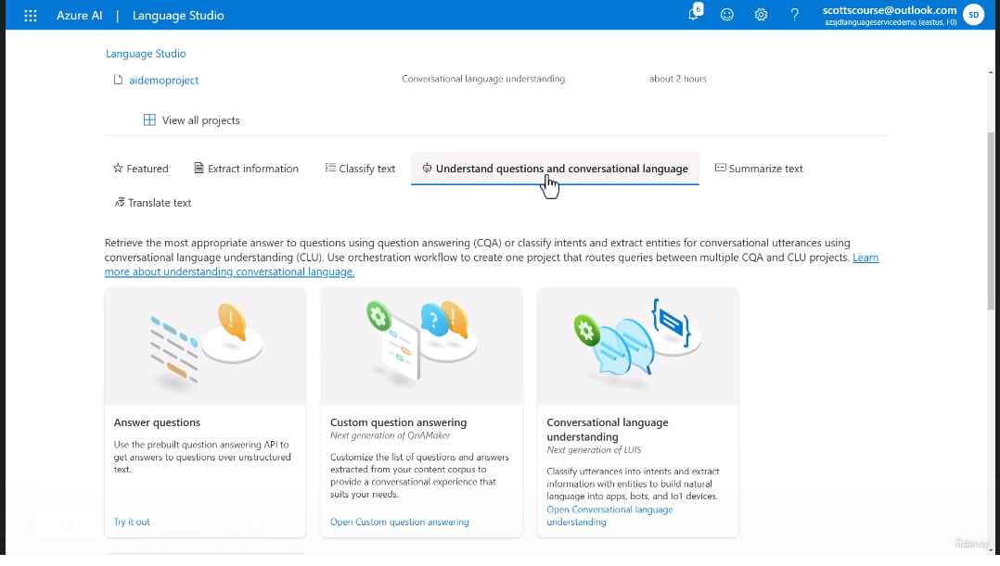 Azure AI | Language Studio
6
scottscourse@outlook.com
azsjdlanguageservicedemo (eastus, F0)
SD
Language Studio
aidemoproject Conversational language understanding about 2 hours
View all projects
Featured Extract information Classify text Understand questions and conversational language Summarize text
Translate text
Retrieve the most appropriate answer to questions using question answering (CQA) or classify intents and extract entities for conversational utterances using
conversational language understanding (CLU). Use orchestration workflow to create one project that routes queries between multiple CQA and CLU projects. Learn
more about understanding conversational language.
Answer questions
Use the prebuilt question answering API to
get answers to questions over unstructured
text.
Try it out
Custom question answering
Next generation of QnAMaker
Customize the list of questions and answers
extracted from your content corpus to
provide a conversational experience that
suits your needs.
Open Custom question answering
Conversational language
understanding
Next generation of LUIS
Classify utterances into intents and extract
information with entities to build natural
language into apps, bots, and IoT devices.
Open Conversational language
understanding
ûdemy